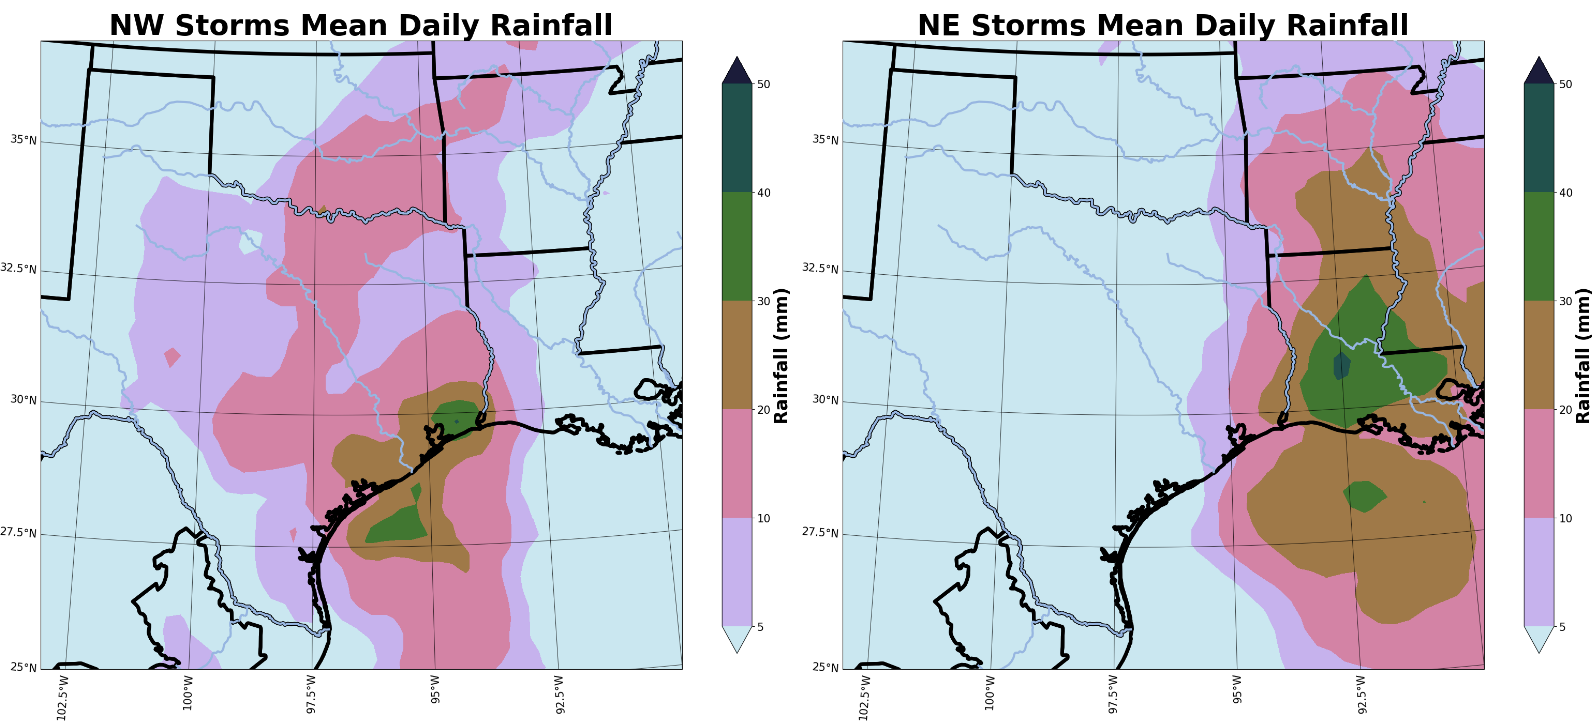 NW Storms Mean Daily Rainfall
35°N
32.5°N
30°N
27.5°N
25°N
102.5°W
100°W
97.5°W
95°W
92.5°W
50
40
30
20
10
5
Rainfall (mm)
NE Storms Mean Daily Rainfall
35°N
32.5°N
30°N
27.5°N
25°N
102.5°W
100°W
97.5°W
95°W
92.5°W
50
40
30
20
10
5
Rainfall (mm)